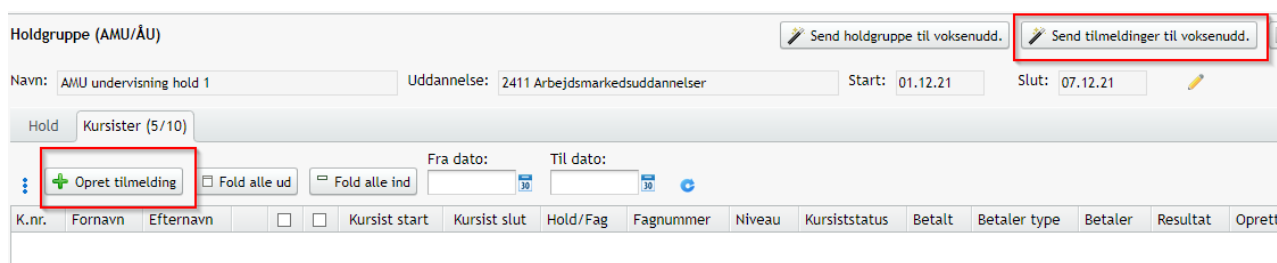 Holdgruppe (AMU/ÅU) Send holdgruppe til voksenudd. Send tilmeldinger til voksenudd.
Navn: AMU undervisning hold 1 Uddannelse: 2411 Arbejdsmarkedsuddannelser Start: 01.12.21 Slut: 07.12.21
Hold Kursister (5/10)
Fra dato: Til dato:
Opret tilmelding Fold alle ud Fold alle ind 30 30
K.nr. Fornavn Efternavn Kursist start Kursist slut Hold/Fag Fagnummer Niveau Kursiststatus Betalt Betaler type Betaler Resultat Oprett